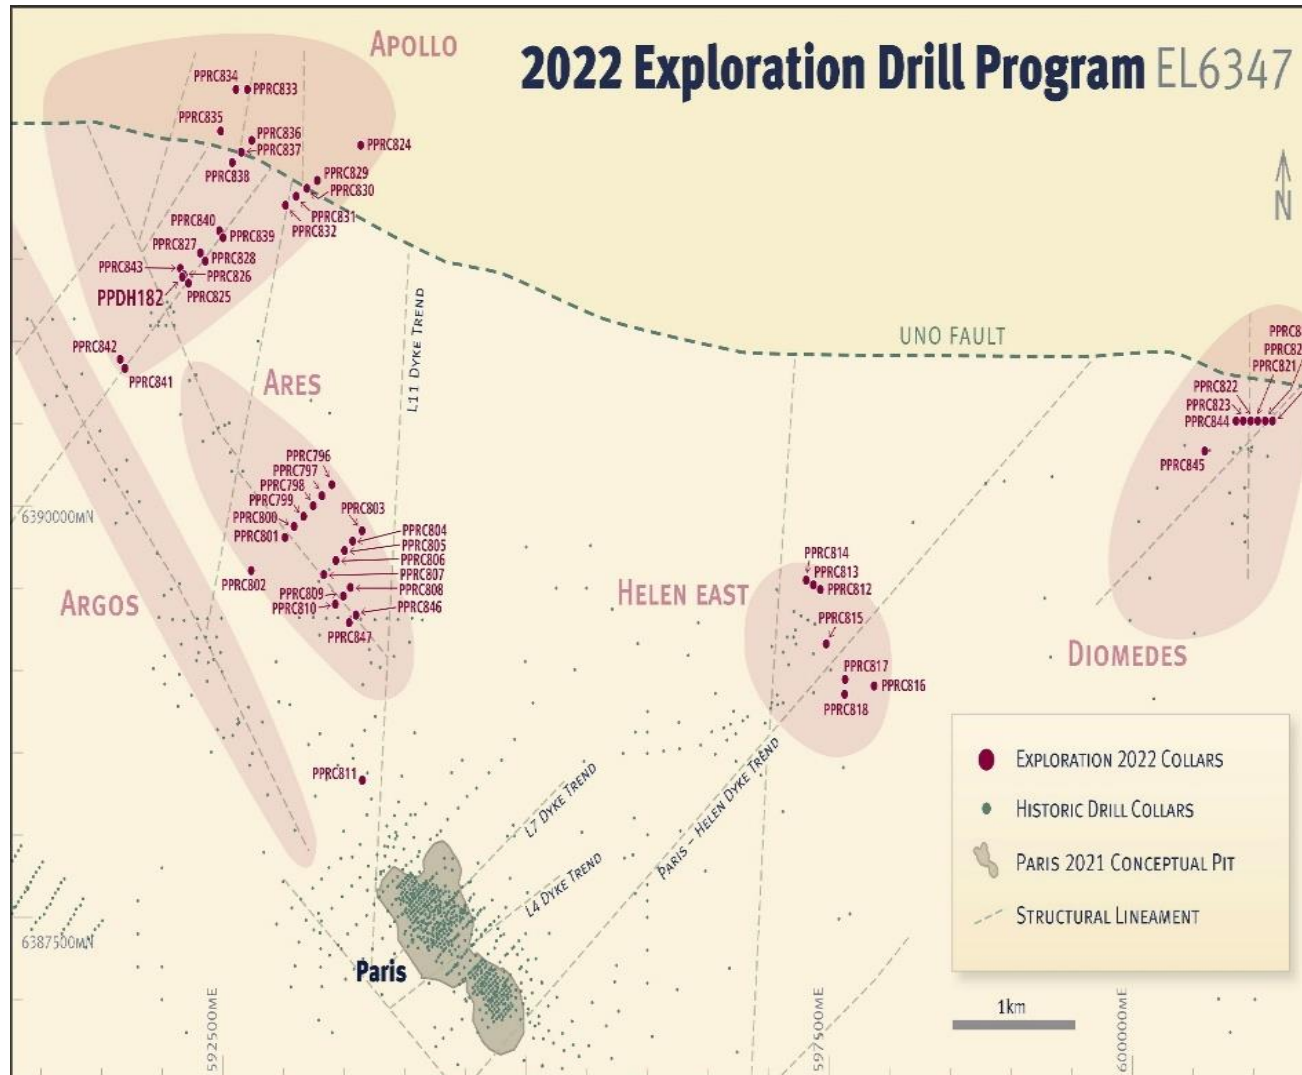 APOLLO
2022 Exploration Drill Program EL6347
PPRC834
PPRC833
PPRC835
PPRC836
PPRC837
PPRC838
PPRC824
PPRC829
PPRC830
PPRC831
PPRC832
N
PPRC840
PPRC839
PPRC827
PPRC828
PPRC843
PPRC826
PPDH182
PPRC825
PPRC842
PPRC841
L11 DYKE TREND
UNO FAULT
PPRC821
PPRC822
PPRC823
PPRC844
PPRC845
ARES
PPRC796
PPRC797
PPRC798
PPRC799
PPRC800
PPRC801
PPRC802
PPRC803
PPRC804
PPRC805
PPRC806
PPRC807
PPRC808
PPRC809
PPRC810
PPRC846
PPRC847
6390000MN
ARGOS
HELEN EAST
PPRC814
PPRC813
PPRC812
PPRC815
PPRC817
PPRC816
PPRC818
DIOMEDES
PPRC811
L7 DYKE TREND
L4 DYKE TREND
PARIS – HELEN DYKE TREND
EXPLORATION 2022 COLLARS
HISTORIC DRILL COLLARS
PARIS 2021 CONCEPTUAL PIT
STRUCTURAL LINEAMENT
6387500MN
Paris
1km
592500ME
597500ME
600000ME